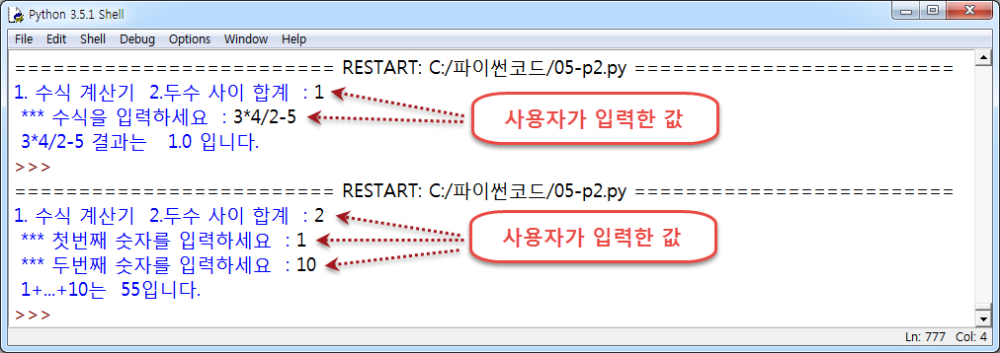 Python 3.5.1 Shell
File Edit Shell Debug Options Window Help
========================= RESTART: C:/파이썬코드/05-p2.py =========================
1. 수식 계산기 2.두수 사이 합계 : 1
*** 수식을 입력하세요 : 3*4/2-5
사용자가 입력한 값
3*4/2-5 결과는 1.0 입니다.
>>>
========================= RESTART: C:/파이썬코드/05-p2.py =========================
1. 수식 계산기 2.두수 사이 합계 : 2
*** 첫번째 숫자를 입력하세요 : 1
사용자가 입력한 값
*** 두번째 숫자를 입력하세요 : 10
1+...+10는 55입니다.
>>>
Ln: 777 Col: 4